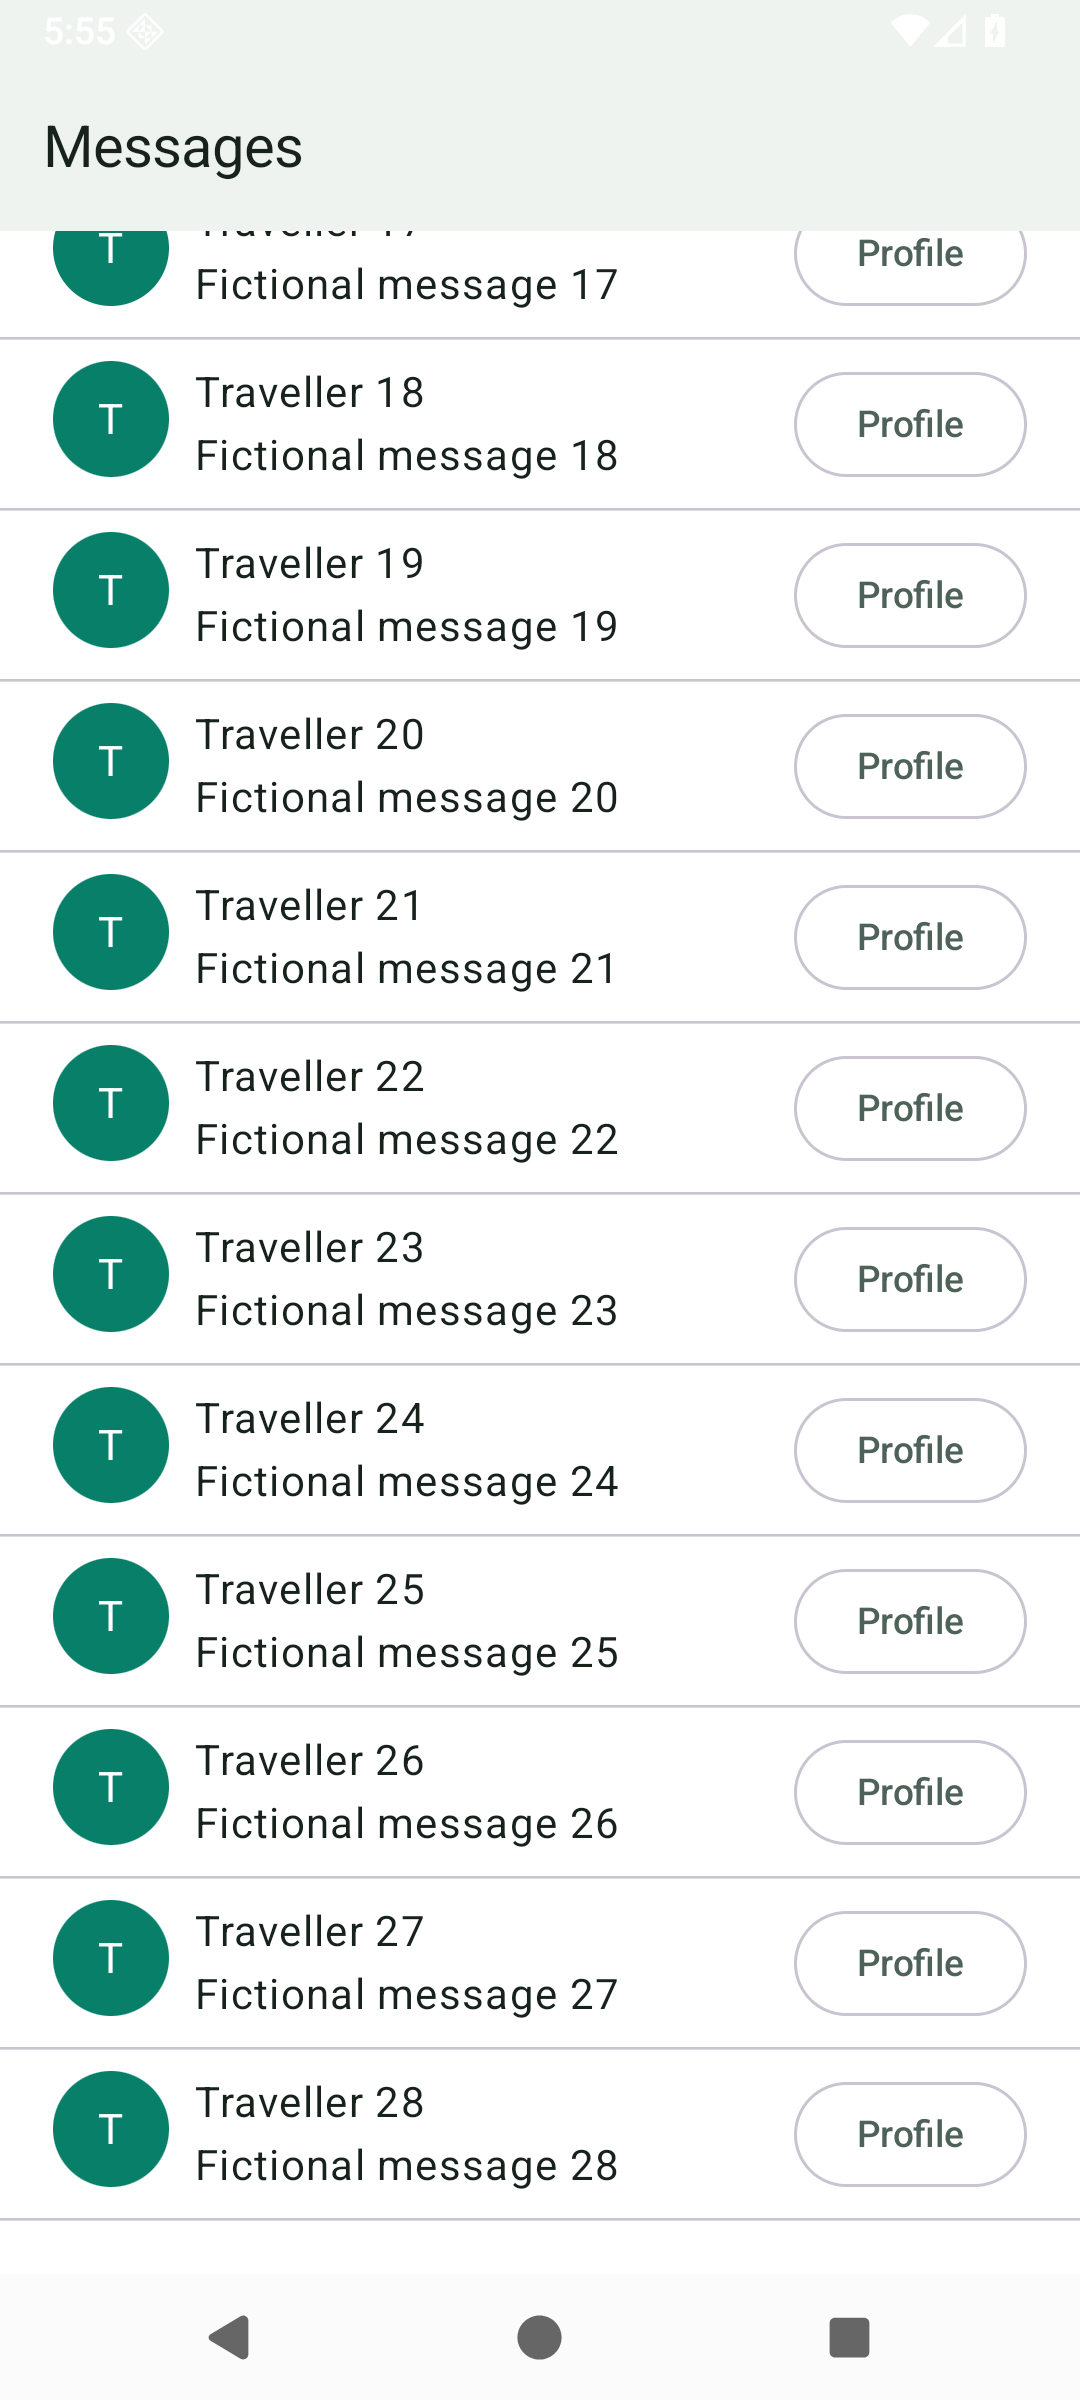 5:55
Messages
T
Traveller 17
Fictional message 17
Profile
T
Traveller 18
Fictional message 18
Profile
T
Traveller 19
Fictional message 19
Profile
T
Traveller 20
Fictional message 20
Profile
T
Traveller 21
Fictional message 21
Profile
T
Traveller 22
Fictional message 22
Profile
T
Traveller 23
Fictional message 23
Profile
T
Traveller 24
Fictional message 24
Profile
T
Traveller 25
Fictional message 25
Profile
T
Traveller 26
Fictional message 26
Profile
T
Traveller 27
Fictional message 27
Profile
T
Traveller 28
Fictional message 28
Profile